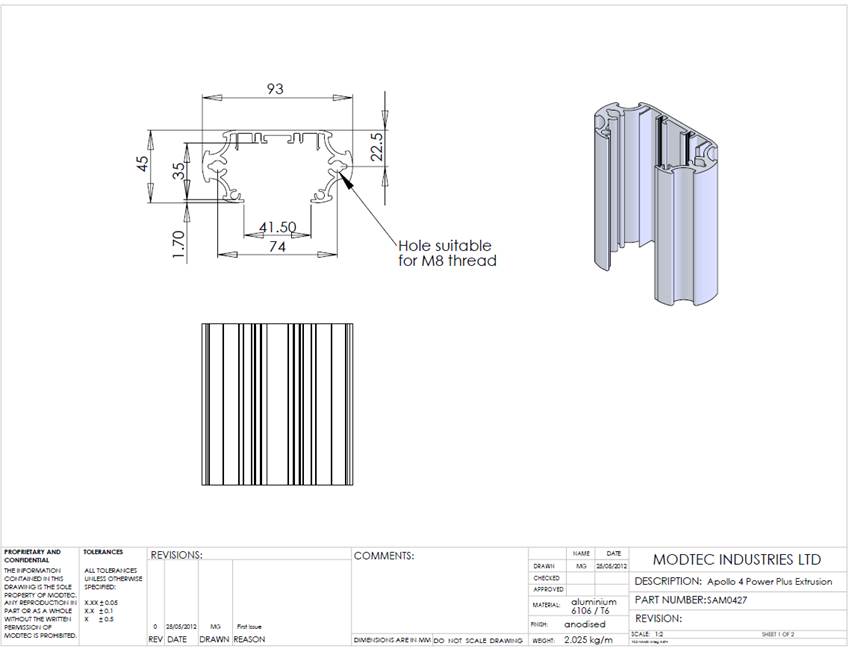 93
45
35
22.5
41.50
74
1.70
Hole suitable
for M8 thread
PROPRIETARY AND
CONFIDENTIAL
THE INFORMATION
CONTAINED IN THIS
DRAWING IS THE SOLE
PROPERTY OF MODTEC.
ANY REPRODUCTION IN
PART OR AS A WHOLE
WITHOUT THE WRITTEN
PERMISSION OF
MODTEC IS PROHIBITED.
TOLERANCES
ALL TOLERANCES
UNLESS OTHERWISE
SPECIFIED:
X.XX ± 0.05
X.X ± 0.1
X ± 0.5
REVISIONS:
0 25/05/2012 MG First Issue
REV DATE DRAWN REASON
COMMENTS:
DIMENSIONS ARE IN MM DO NOT SCALE DRAWING
NAME DATE
DRAWN MG 25/05/2012
CHECKED
APPROVED
MATERIAL: aluminium
6106 / T6
FINISH: anodised
WEIGHT: 2.025 kg/m
MODTEC INDUSTRIES LTD
DESCRIPTION: Apollo 4 Power Plus Extrusion
PART NUMBER: SAM0427
REVISION:
SCALE: 1:2 SHEET 1 OF 2